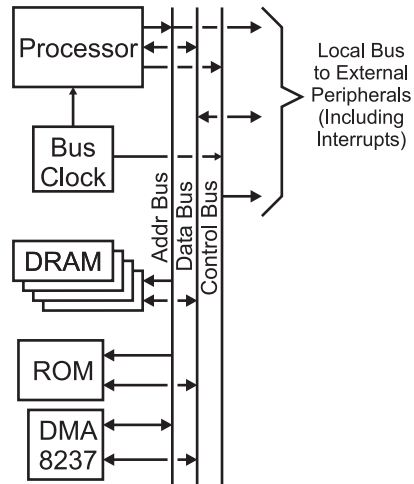 Processor
Local Bus
to External
Peripherals
(Including
Interrupts)
Bus
Clock
Addr Bus
Data Bus
Control Bus
DRAM
ROM
DMA
8237